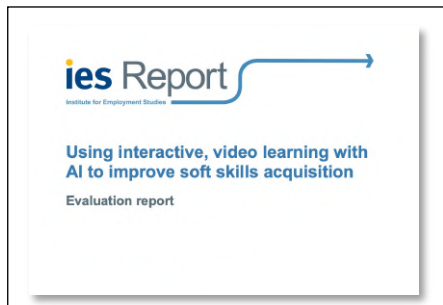 ies Report
Institute for Employment Studies
Using interactive, video learning with
AI to improve soft skills acquisition
Evaluation report